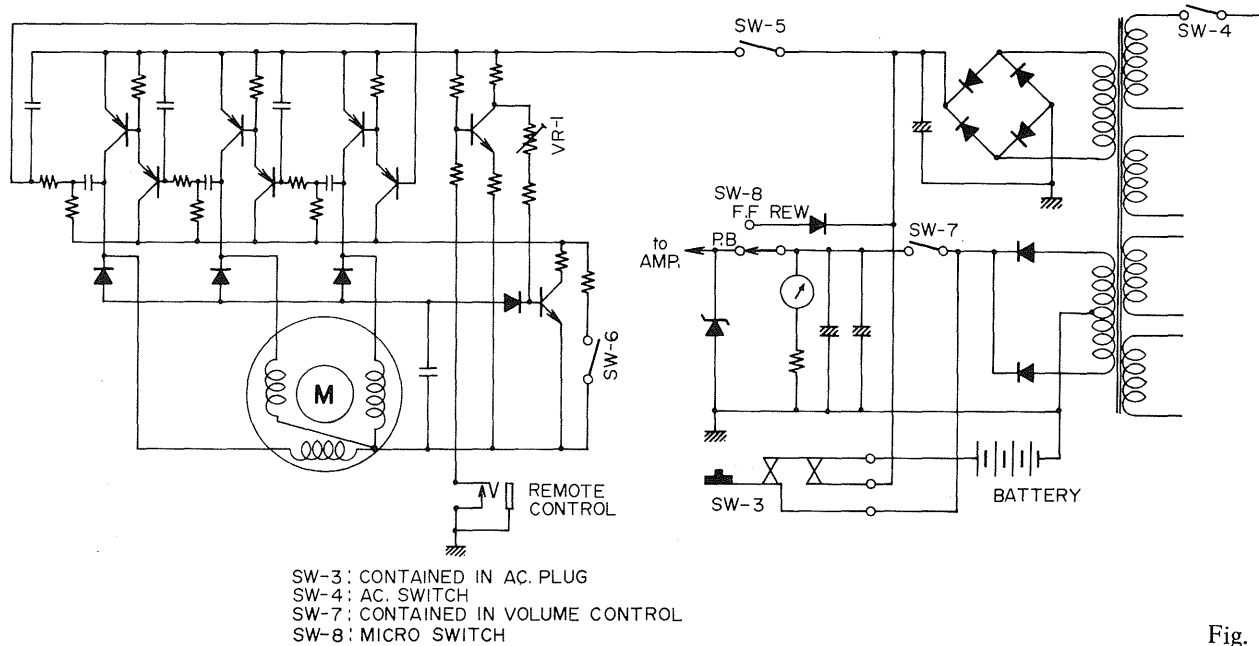 SW-5
SW-4
VR-1
SW-8
F.F REW
SW-7
to
AMP.
P.B
SW-6
M
REMOTE
CONTROL
SW-3
BATTERY
SW-3: CONTAINED IN AC. PLUG
SW-4: AC. SWITCH
SW-7: CONTAINED IN VOLUME CONTROL
SW-8: MICRO SWITCH
Fig.